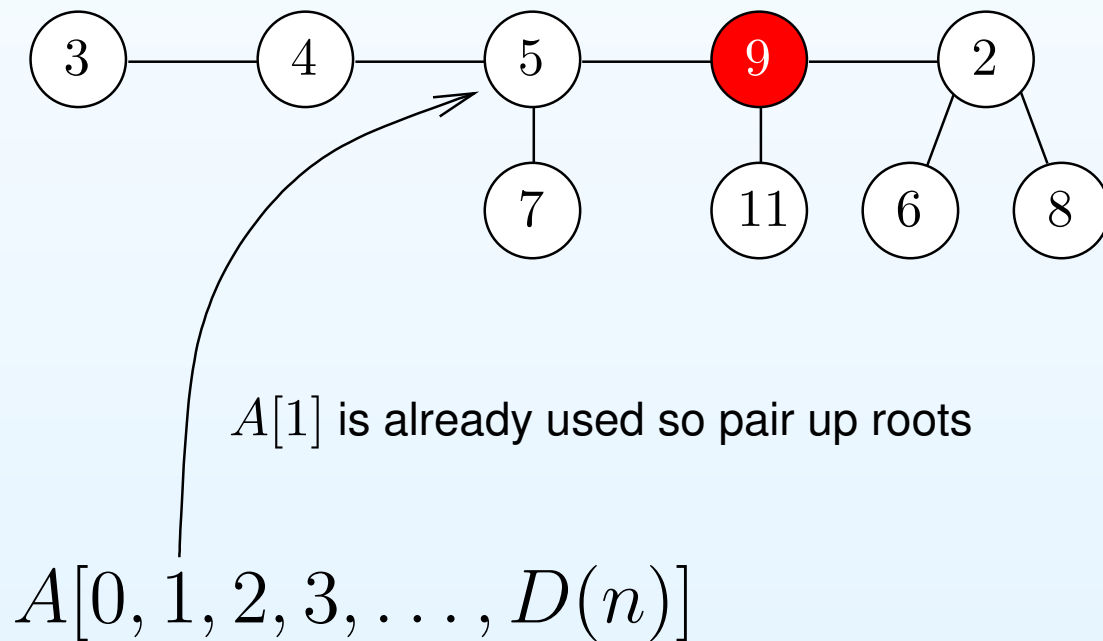 3 4 5 9 2
7 11 6 8
A[1] is already used so pair up roots
A[0, 1, 2, 3, . . . , D(n)]